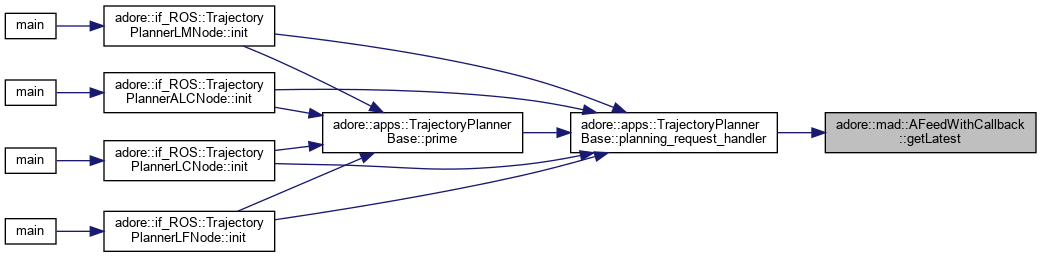 main
adore::if_ROS::Trajectory
PlannerLMNode::init
main
adore::if_ROS::Trajectory
PlannerALCNode::init
main
adore::if_ROS::Trajectory
PlannerLCNode::init
main
adore::if_ROS::Trajectory
PlannerLFNode::init
adore::apps::TrajectoryPlanner
Base::prime
adore::apps::TrajectoryPlanner
Base::planning_request_handler
adore::mad::AFeedWithCallback
::getLatest